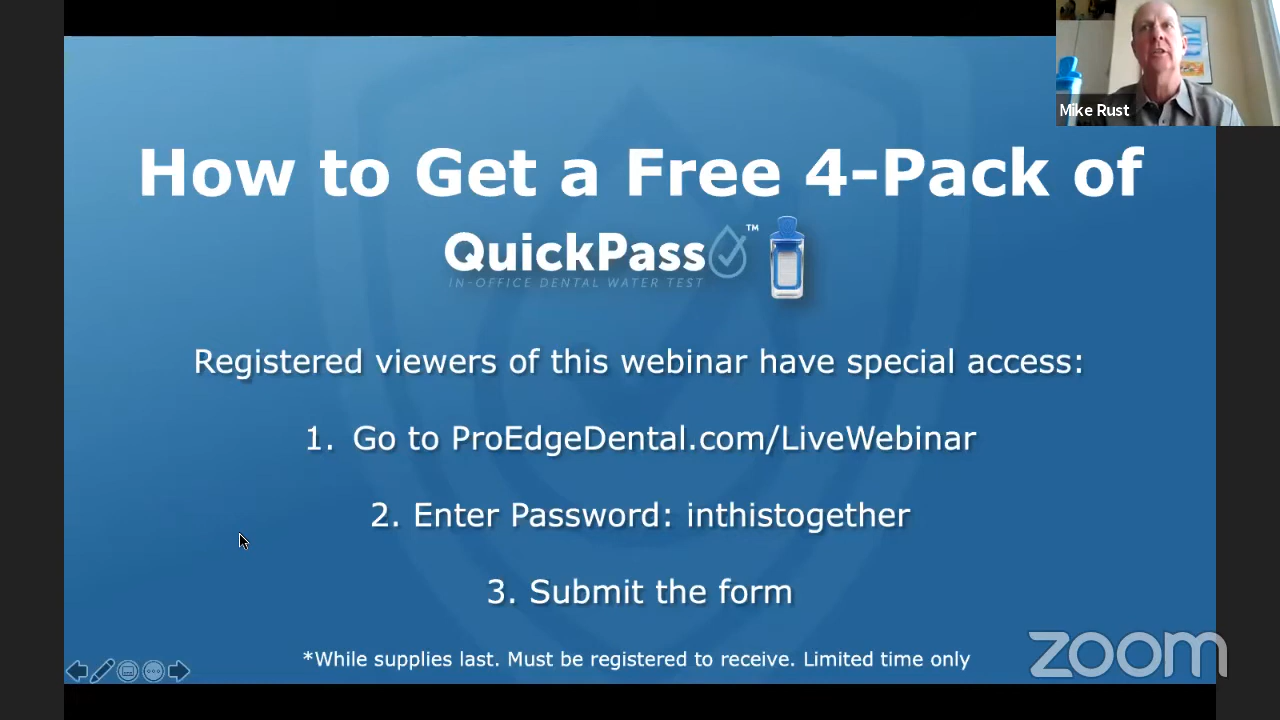 Mike Rust
How to Get a Free 4-Pack of
QuickPass™
IN-OFFICE DENTAL WATER TEST
Registered viewers of this webinar have special access:
1. Go to ProEdgeDental.com/LiveWebinar
2. Enter Password: inthistogether
3. Submit the form
*While supplies last. Must be registered to receive. Limited time only
zoom